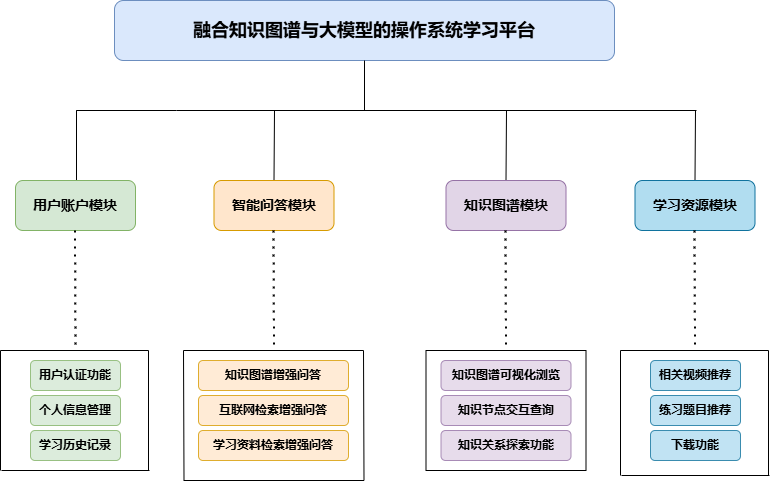 融合知识图谱与大模型的操作系统学习平台
用户账户模块
智能问答模块
知识图谱模块
学习资源模块
用户认证功能
个人信息管理
学习历史记录
知识图谱增强问答
互联网检索增强问答
学习资料检索增强问答
知识图谱可视化浏览
知识节点交互查询
知识关系探索功能
相关视频推荐
练习题目推荐
下载功能